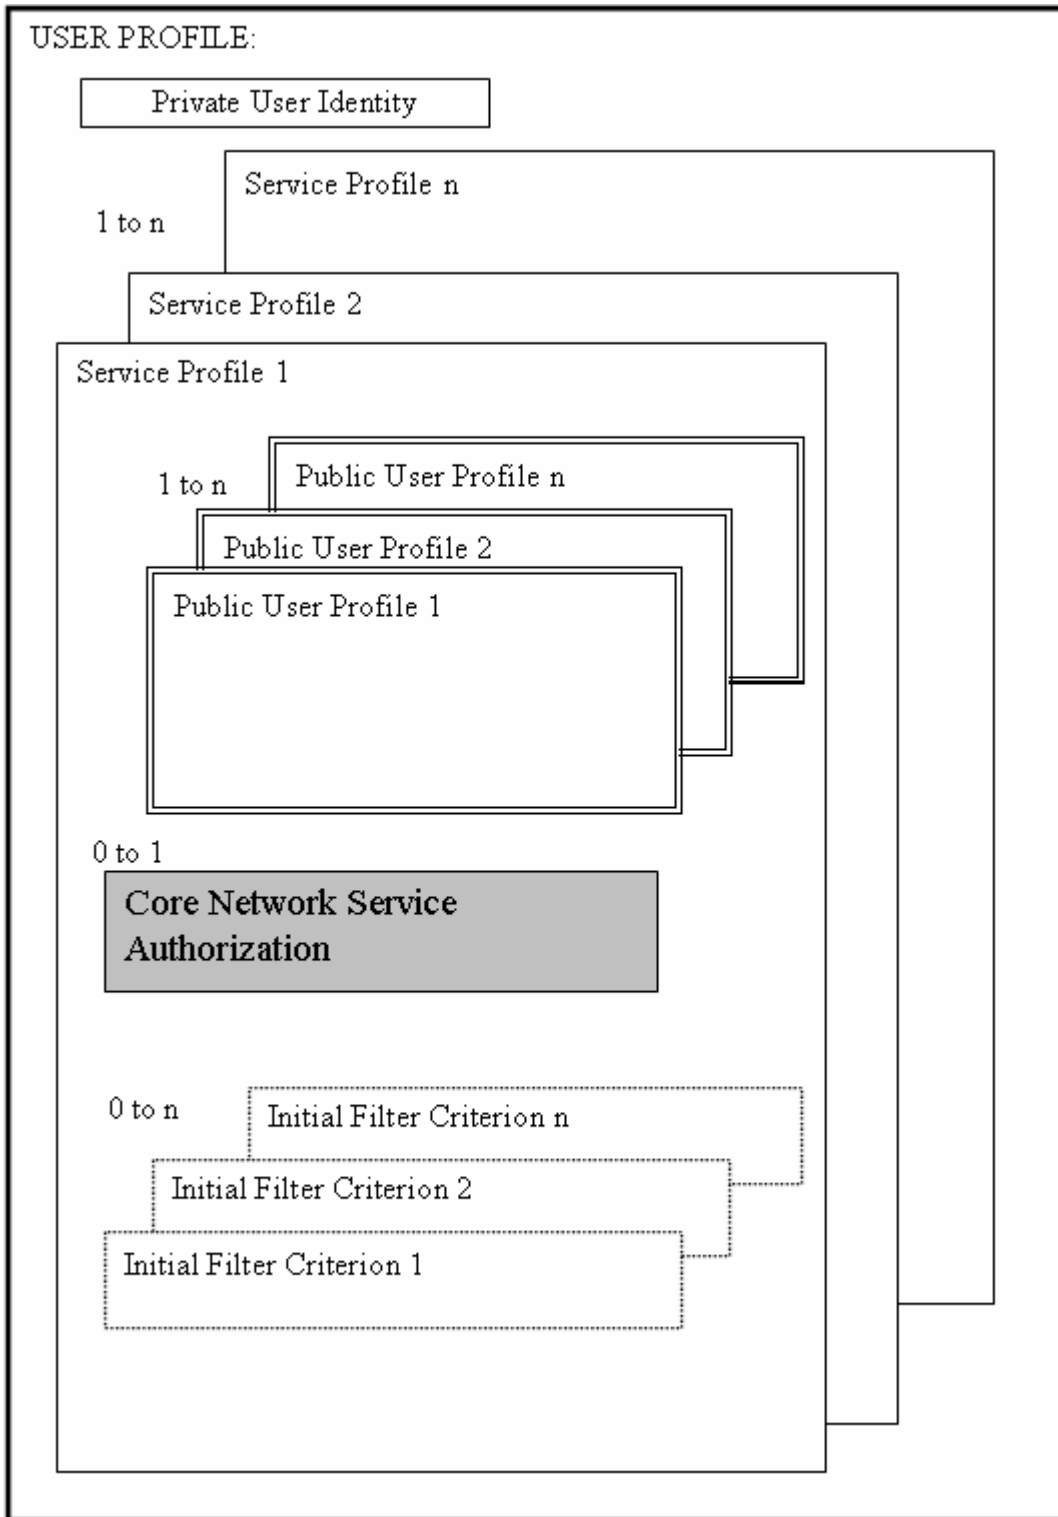 USER PROFILE:
Private User Identity
Service Profile n
1 to n
Service Profile 2
Service Profile 1
Public User Profile n
1 to n
Public User Profile 2
Public User Profile 1
0 to 1
Core Network Service
Authorization
0 to n
Initial Filter Criterion n
Initial Filter Criterion 2
Initial Filter Criterion 1